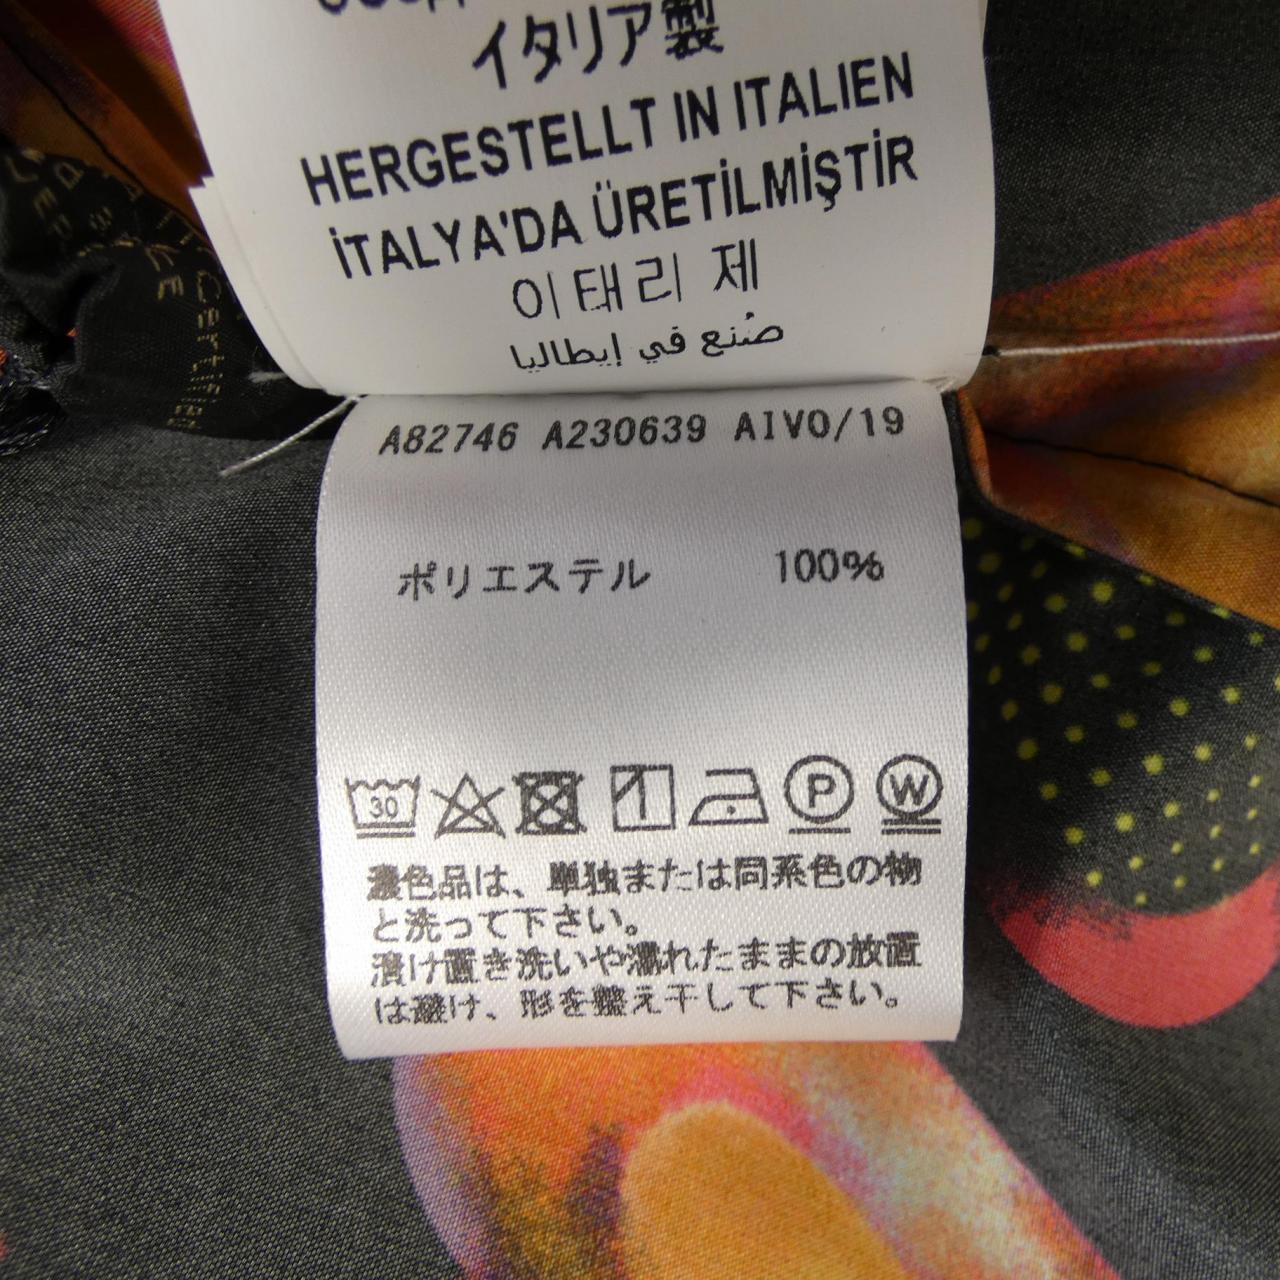 イタリア製
HERGESTELLT IN ITALIEN
İTALYA'DA ÜRETİLMİŞTİR
이태리 제
صُنع في إيطاليا
A82746 A230639 AIVO/19
ポリエステル 100%
30
P W
濃色品は、単独または同系色の物
と洗って下さい。
漬け置き洗いや濡れたままの放置
は避け、形を整え干して下さい。